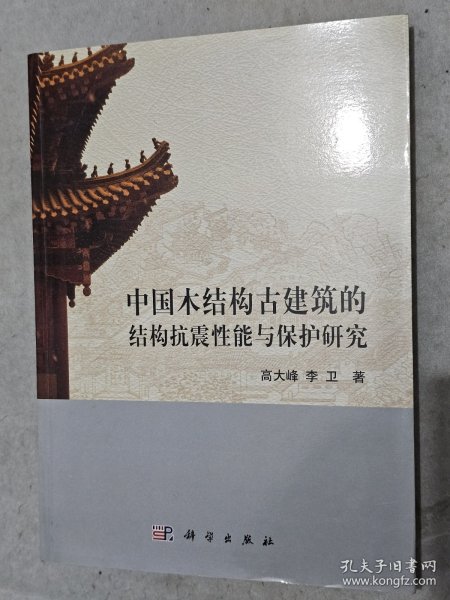 中国木结构古建筑的
结构抗震性能与保护研究
高大峰 李 卫 著
科学出版社
孔夫子旧书网
www.kongfz.com